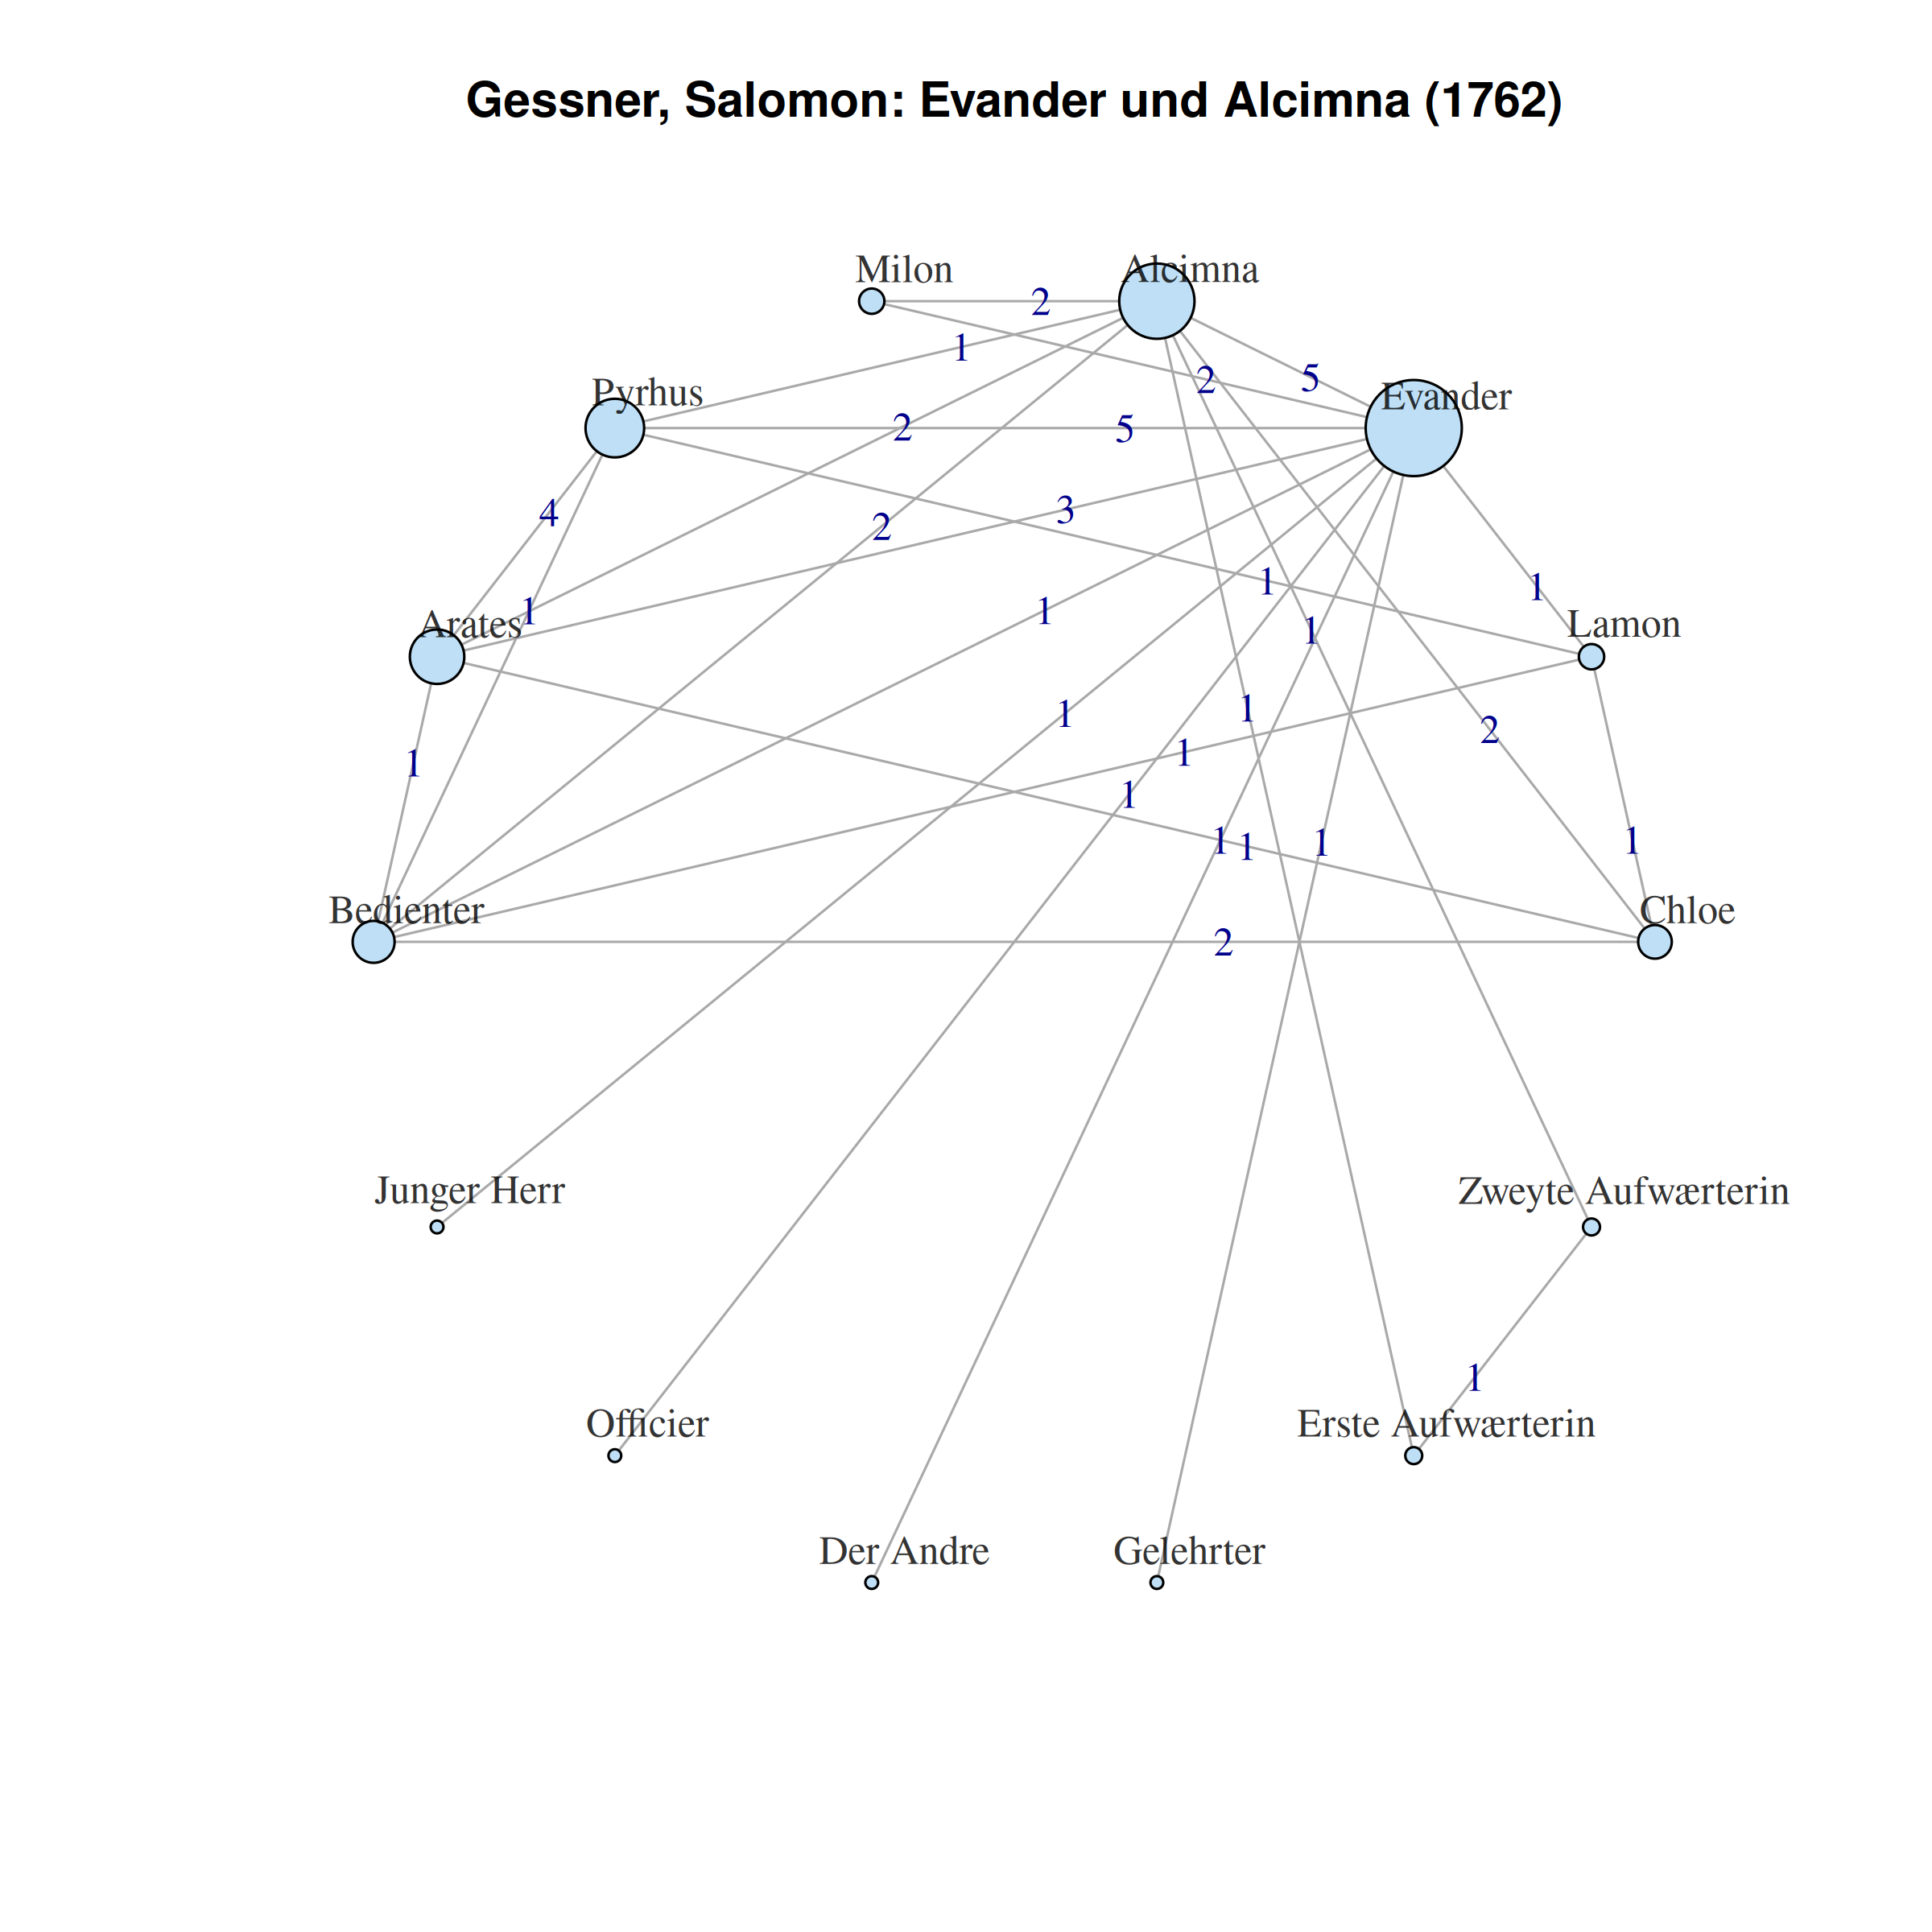 Gessner, Salomon: Evander und Alcimna (1762)
Milon
Alcimna
2
1
2
5
Pyrhus
Evander
2
5
4
3
2
1
1
1
1
Arates
1
Lamon
1
1
2
1
1
1
1
1
1
1
Bedienter
Chloe
2
Junger Herr
Zweyte Aufwærterin
1
Officier
Erste Aufwærterin
Der Andre
Gelehrter